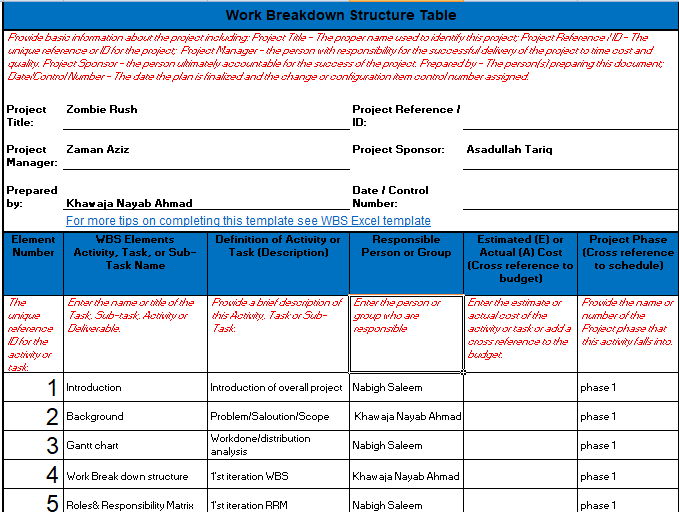 Work Breakdown Structure Table
Provide basic information about the project including: Project Title – The proper name used to identify this project; Project Reference / ID – The
unique reference or ID for the project; Project Manager – the person with responsibility for the successful delivery of the project to time cost and
quality. Project Sponsor – the person ultimately accountable for the success of the project. Prepared by – The person(s) preparing this document;
Date/Control Number – The date the plan is finalized and the change or configuration item control number assigned.
Project Title: Zombie Rush Project Reference / ID:
Project Manager: Zaman Aziz Project Sponsor: Asadullah Tariq
Prepared by: Khawaja Nayab Ahmad Date / Control Number:
For more tips on completing this template see WBS Excel template
Element Number
WBS Elements Activity, Task, or Sub-Task Name
Definition of Activity or Task (Description)
Responsible Person or Group
Estimated (E) or Actual (A) Cost (Cross reference to budget)
Project Phase (Cross reference to schedule)
The unique reference ID for the activity or task.
Enter the name or title of the Task, Sub-task, Activity or Deliverable.
Provide a brief description of this Activity, Task or Sub-Task.
Enter the person or group who are responsible
Enter the estimate or actual cost of the activity or task or add a cross reference to the budget.
Provide the name or number of the Project phase that this activity falls into.
1 Introduction Introduction of overall project Nabigh Saleem phase 1
2 Background Problem/Saloution/Scope Khawaja Nayab Ahmad phase 1
3 Gantt chart Workdone/distribution analysis Nabigh Saleem phase 1
4 Work Break down structure 1'st iteration WBS Khawaja Nayab Ahmad phase 1
5 Roles& Responsibility Matrix 1'st iteration RRM Nabigh Saleem phase 1